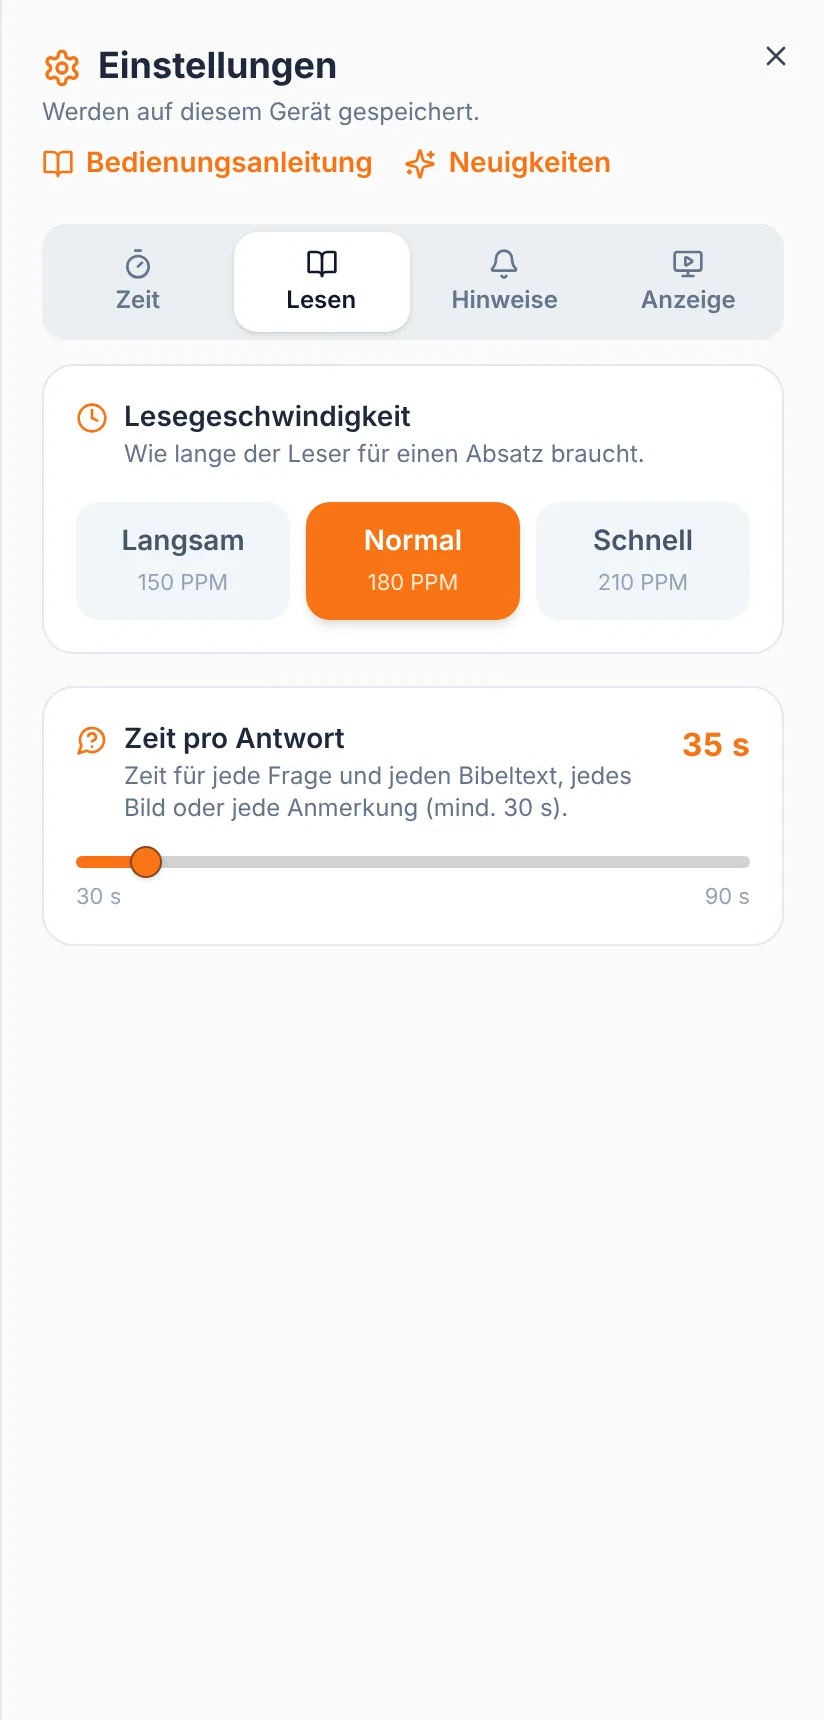 Einstellungen
Werden auf diesem Gerät gespeichert.
Bedienungsanleitung Neuigkeiten
Zeit Lesen Hinweise Anzeige
Lesegeschwindigkeit
Wie lange der Leser für einen Absatz braucht.
Langsam Normal Schnell
150 PPM 180 PPM 210 PPM
Zeit pro Antwort 35 s
Zeit für jede Frage und jeden Bibeltext, jedes
Bild oder jede Anmerkung (mind. 30 s).
30 s 90 s